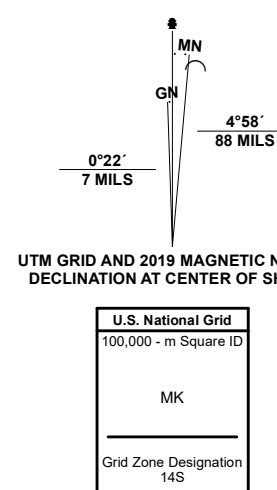 MN
GN
4°58´
88 MILS
0°22´
7 MILS
UTM GRID AND 2019 MAGNETIC N
DECLINATION AT CENTER OF SH
U.S. National Grid
100,000 - m Square ID
MK
Grid Zone Designation
14S